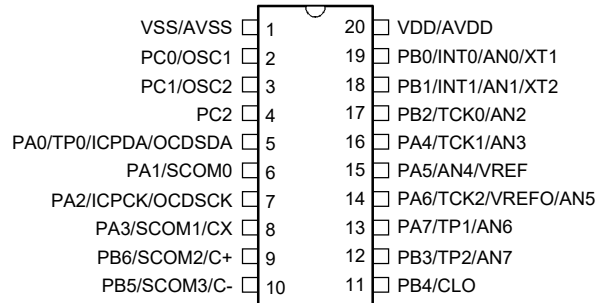 VSS/AVSS 1 20 VDD/AVDD
PC0/OSC1 2 19 PB0/INT0/AN0/XT1
PC1/OSC2 3 18 PB1/INT1/AN1/XT2
PC2 4 17 PB2/TCK0/AN2
PA0/TP0/ICPDA/OCDSDA 5 16 PA4/TCK1/AN3
PA1/SCOM0 6 15 PA5/AN4/VREF
PA2/ICPCK/OCDSCK 7 14 PA6/TCK2/VREFO/AN5
PA3/SCOM1/CX 8 13 PA7/TP1/AN6
PB6/SCOM2/C+ 9 12 PB3/TP2/AN7
PB5/SCOM3/C- 10 11 PB4/CLO